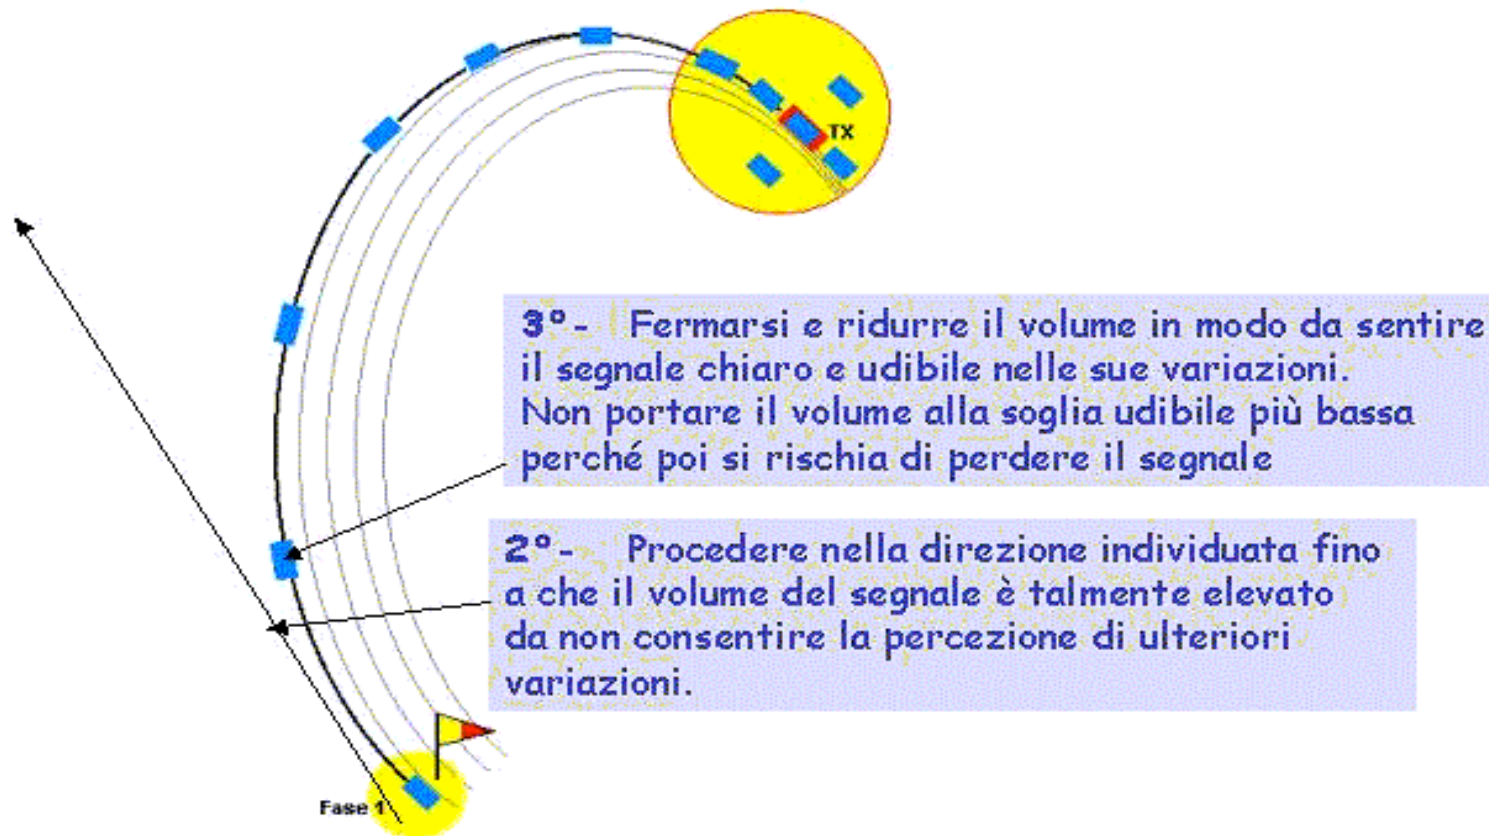 TX
3°- Fermarsi e ridurre il volume in modo da sentire
il segnale chiaro e udibile nelle sue variazioni.
Non portare il volume alla soglia udibile più bassa
perché poi si rischia di perdere il segnale
2°- Procedere nella direzione individuata fino
a che il volume del segnale è talmente elevato
da non consentire la percezione di ulteriori
variazioni.
Fase 1